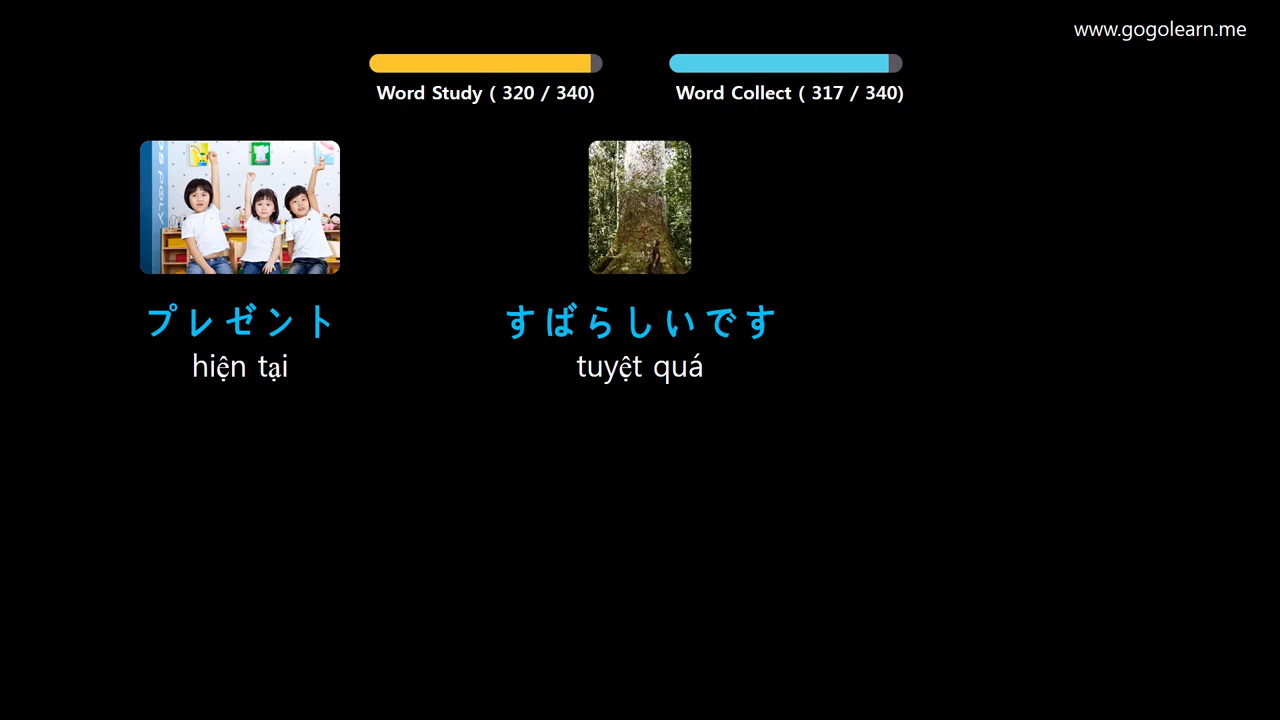 www.gogolearn.me
Word Study ( 320 / 340)
Word Collect ( 317 / 340)
プレゼント
すばらしいです
hiện tại
tuyệt quá